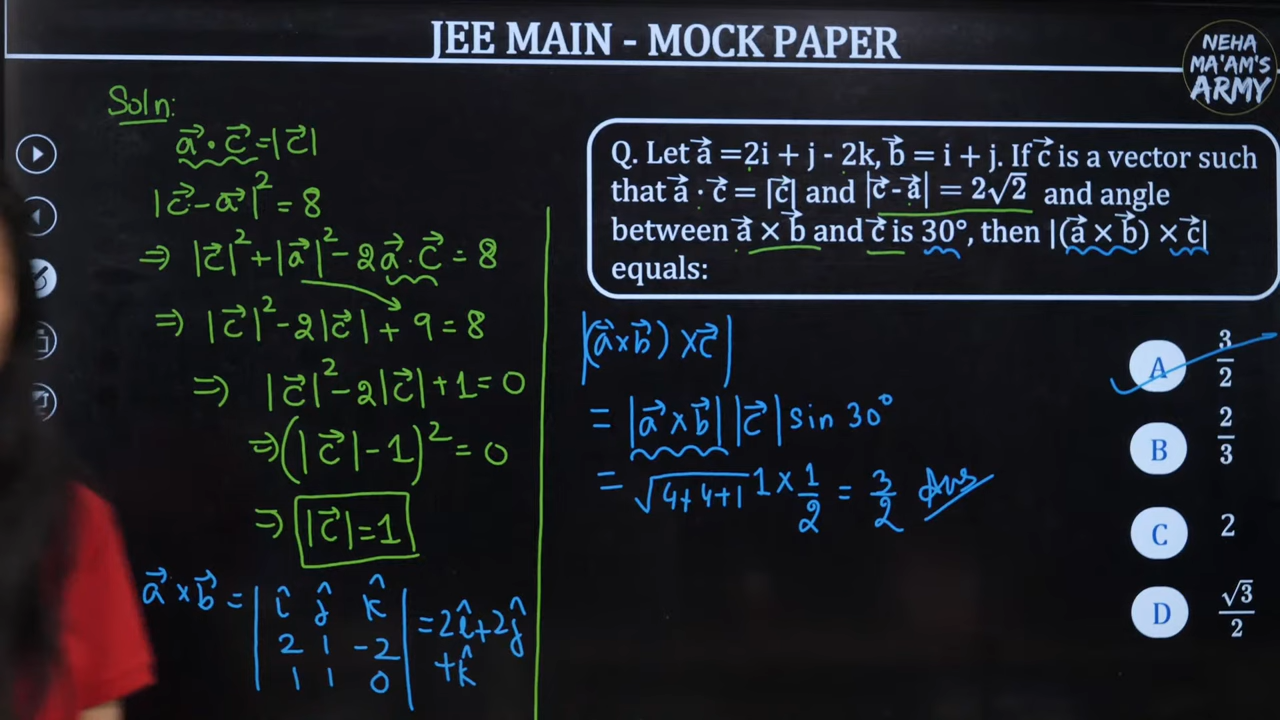 JEE MAIN - MOCK PAPER
NEHA
MA'AM'S
ARMY
Soln:
a⃗ · c⃗ = |c⃗|
|c⃗ - a⃗|² = 8
⇒ |c⃗|² + |a⃗|² - 2a⃗ · c⃗ = 8
⇒ |c⃗|² - 2|c⃗| + 9 = 8
⇒ |c⃗|² - 2|c⃗| + 1 = 0
⇒ (|c⃗| - 1)² = 0
⇒ |c⃗| = 1
a⃗ × b⃗ = | î ĵ k̂ | = 2î + 2ĵ
2 1 -2
+ k̂
1 1 0
Q. Let a⃗ = 2i + j - 2k, b⃗ = i + j. If c⃗ is a vector such
that a⃗ · c⃗ = |c⃗| and |c⃗-a⃗| = 2√2 and angle
between a⃗ × b⃗ and c⃗ is 30°, then |(a⃗ × b⃗) × c⃗|
equals:
|(a⃗ × b⃗) × c⃗|
= |a⃗ × b⃗| |c⃗| sin 30°
= √4+4+1 1 × 1/2 = 3/2 Ans
A 3/2
B 2/3
C 2
D √3/2